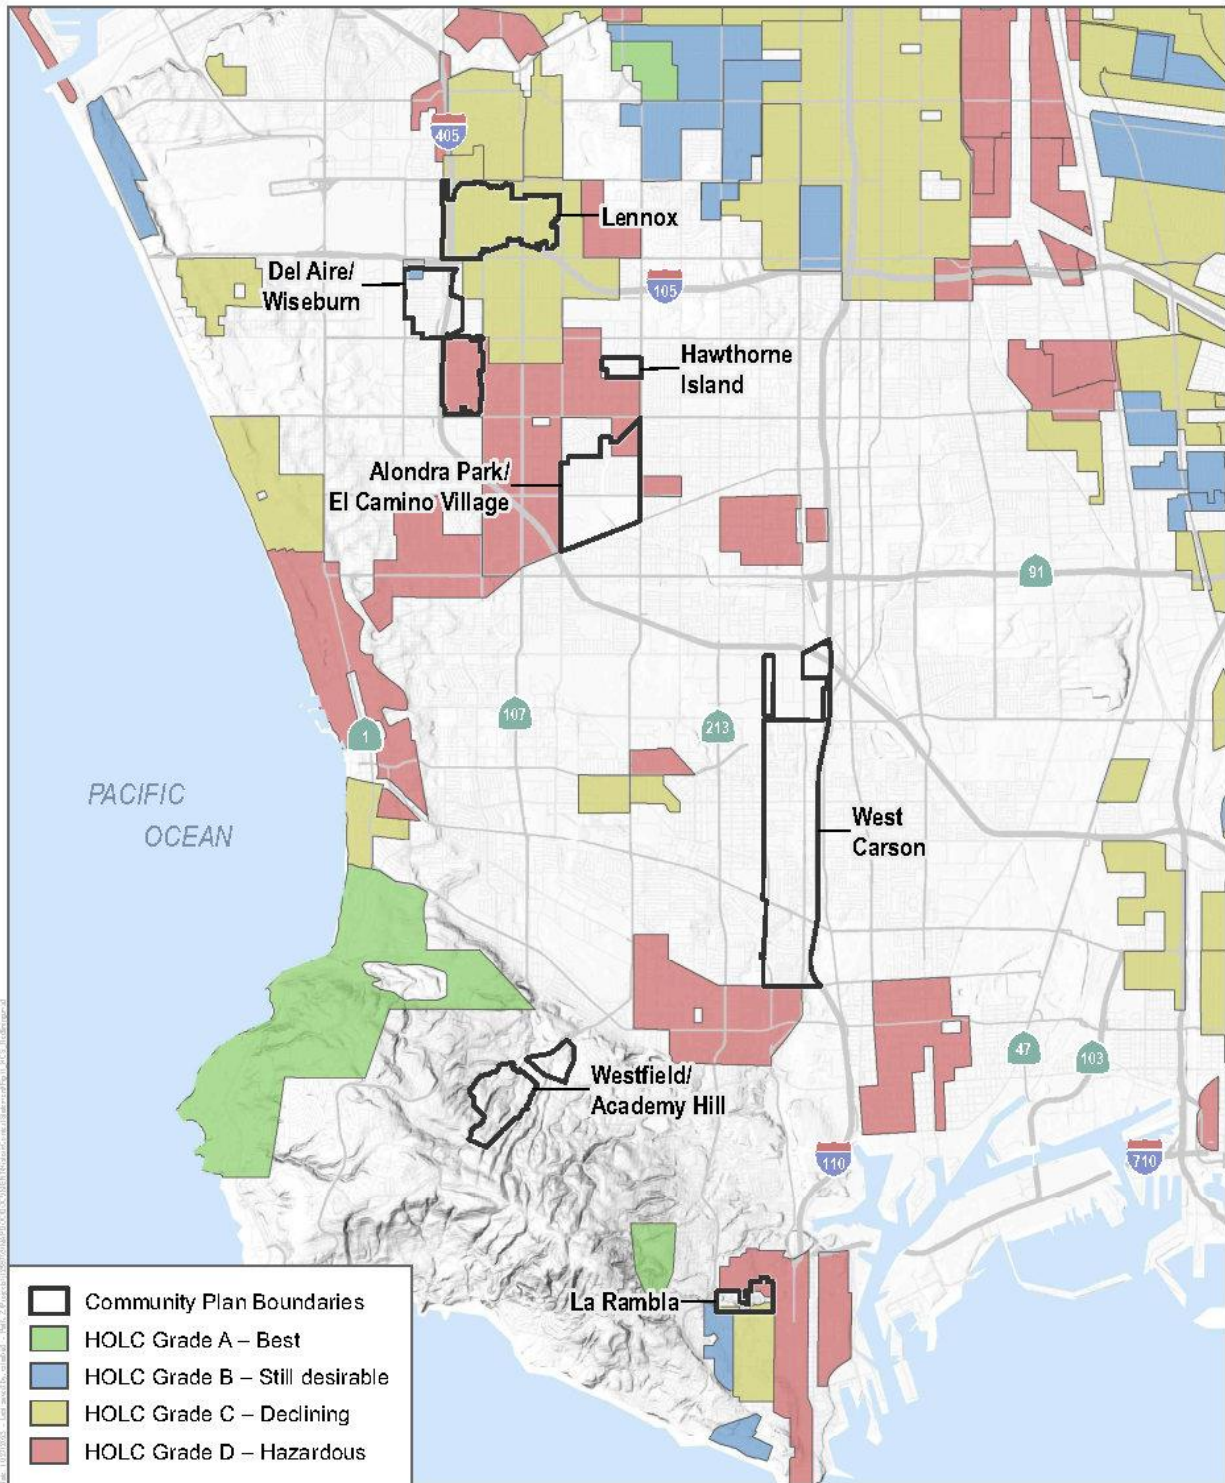 405
Lennox
Del Aire/
Wiseburn
105
Hawthorne
Island
Alondra Park/
El Camino Village
91
107
213
1
PACIFIC
OCEAN
West
Carson
47
103
Westfield/
Academy Hill
110
710
La Rambla
Community Plan Boundaries
HOLC Grade A – Best
HOLC Grade B – Still desirable
HOLC Grade C – Declining
HOLC Grade D – Hazardous